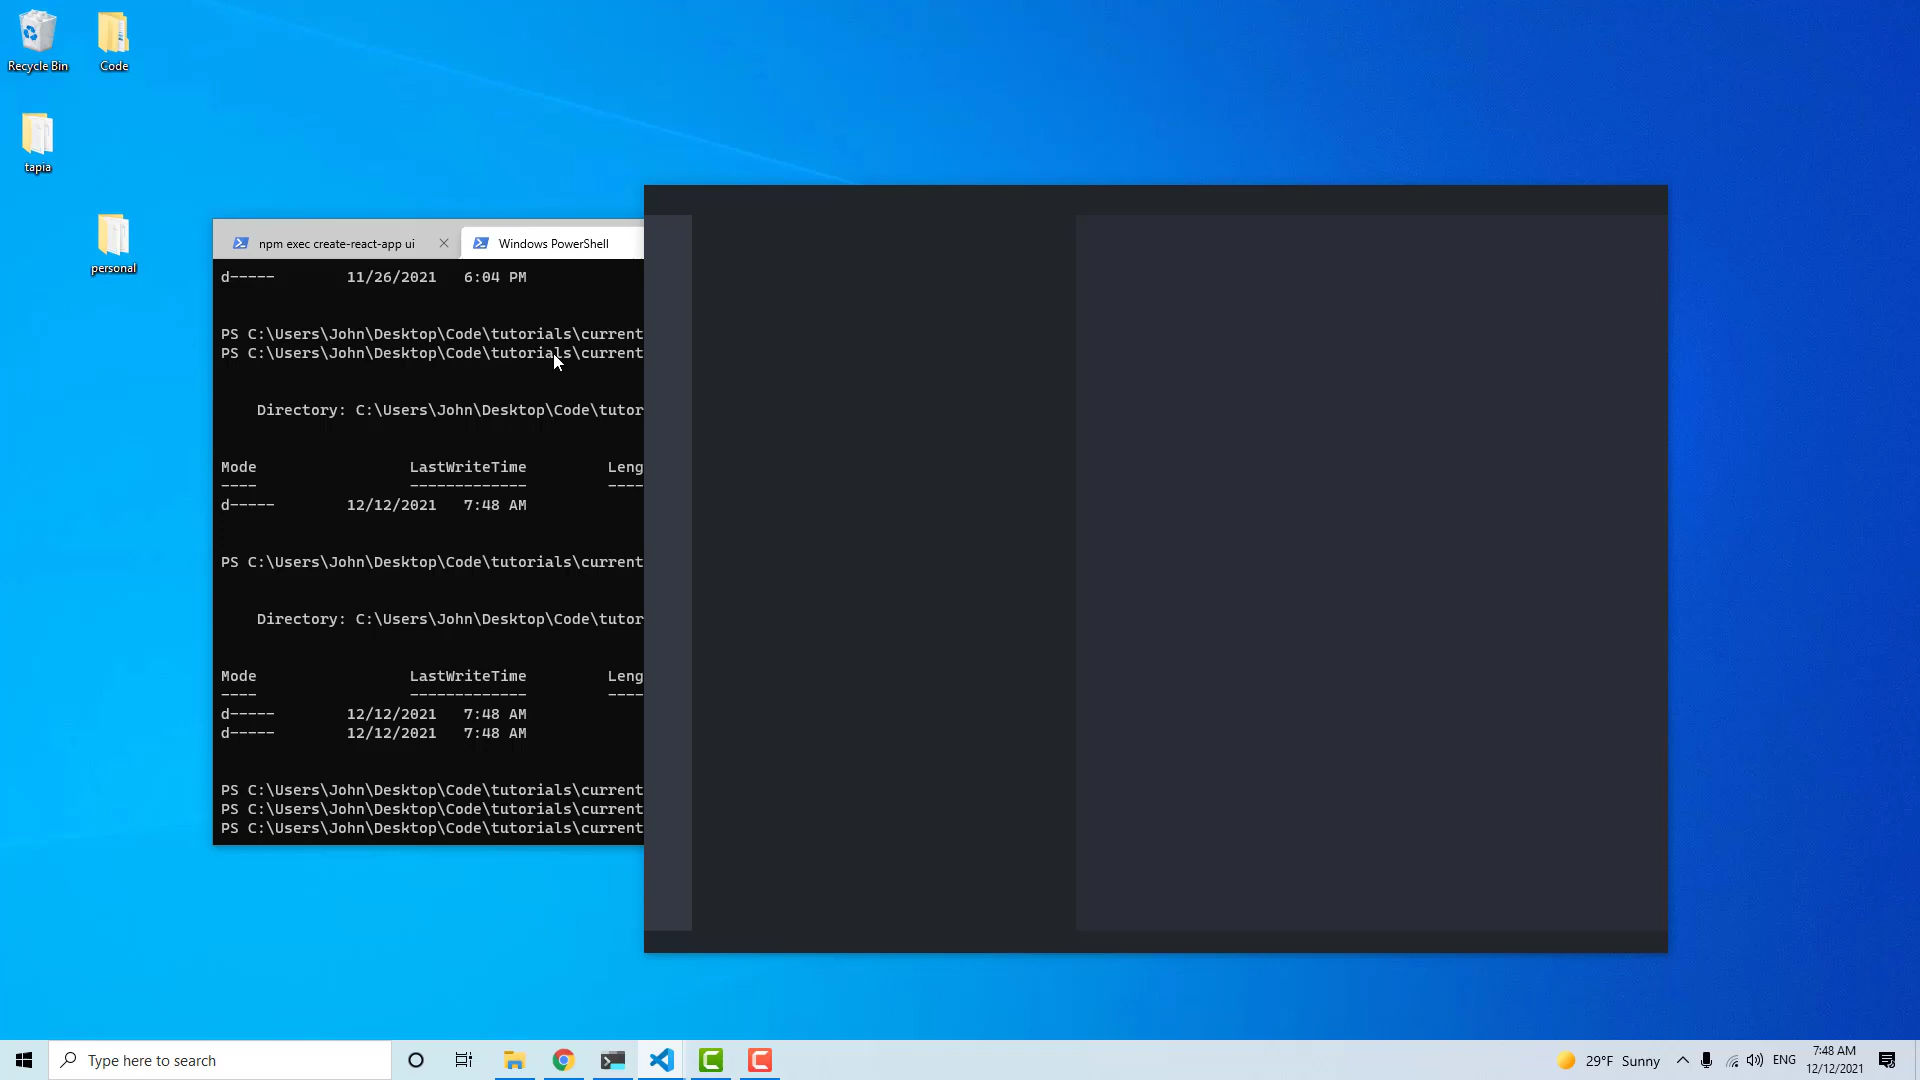 Recycle Bin
Code
tapia
personal
npm exec create-react-app ui
Windows PowerShell
d----- 11/26/2021 6:04 PM
PS C:\Users\John\Desktop\Code\tutorials\current
PS C:\Users\John\Desktop\Code\tutorials\current
Directory: C:\Users\John\Desktop\Code\tutor
Mode LastWriteTime Leng
---- ------------- ----
d----- 12/12/2021 7:48 AM
PS C:\Users\John\Desktop\Code\tutorials\current
Directory: C:\Users\John\Desktop\Code\tutor
Mode LastWriteTime Leng
---- ------------- ----
d----- 12/12/2021 7:48 AM
d----- 12/12/2021 7:48 AM
PS C:\Users\John\Desktop\Code\tutorials\current
PS C:\Users\John\Desktop\Code\tutorials\current
PS C:\Users\John\Desktop\Code\tutorials\current
Type here to search
29°F Sunny
ENG
7:48 AM
12/12/2021